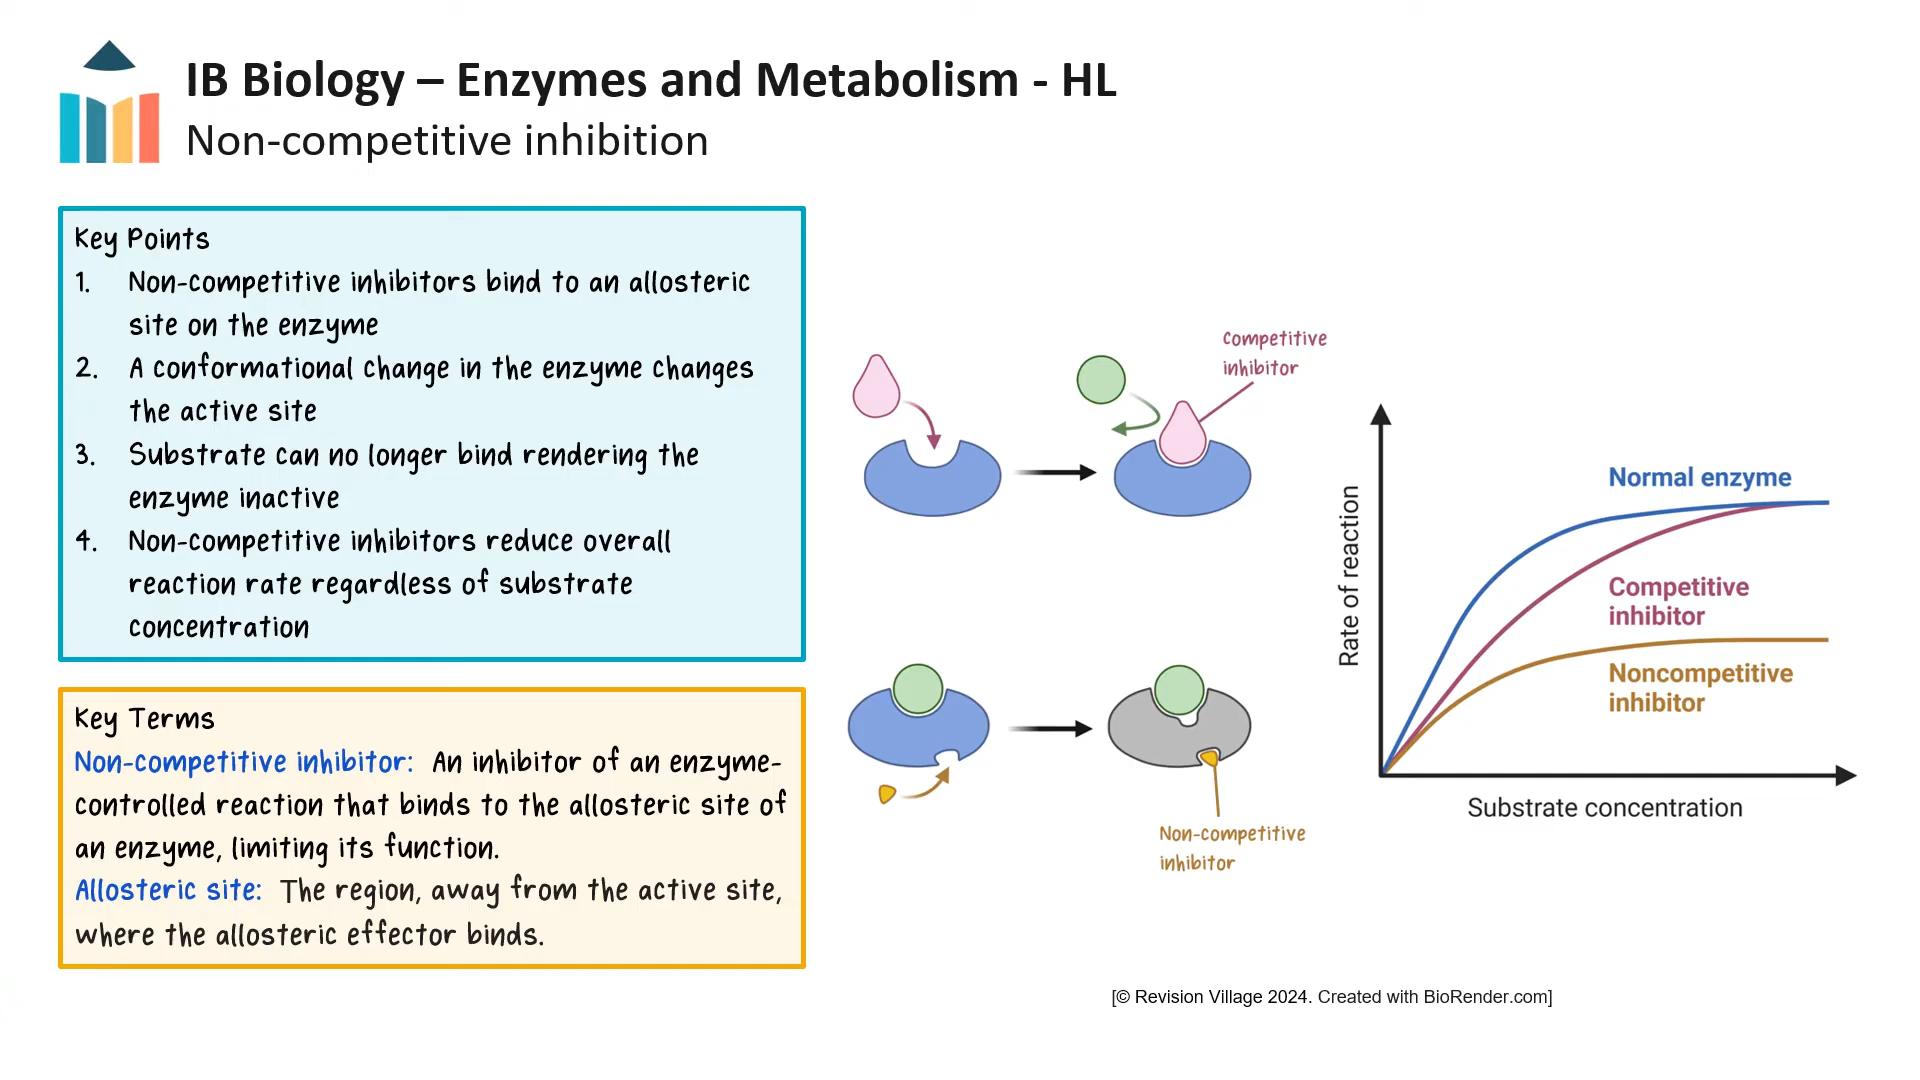 IB Biology – Enzymes and Metabolism - HL
Non-competitive inhibition
Key Points
1. Non-competitive inhibitors bind to an allosteric
site on the enzyme
2. A conformational change in the enzyme changes
the active site
3. Substrate can no longer bind rendering the
enzyme inactive
4. Non-competitive inhibitors reduce overall
reaction rate regardless of substrate
concentration
Key Terms
Non-competitive inhibitor: An inhibitor of an enzyme-
controlled reaction that binds to the allosteric site of
an enzyme, limiting its function.
Allosteric site: The region, away from the active site,
where the allosteric effector binds.
Competitive
inhibitor
Non-competitive
inhibitor
Rate of reaction
Normal enzyme
Competitive
inhibitor
Noncompetitive
inhibitor
Substrate concentration
[© Revision Village 2024. Created with BioRender.com]